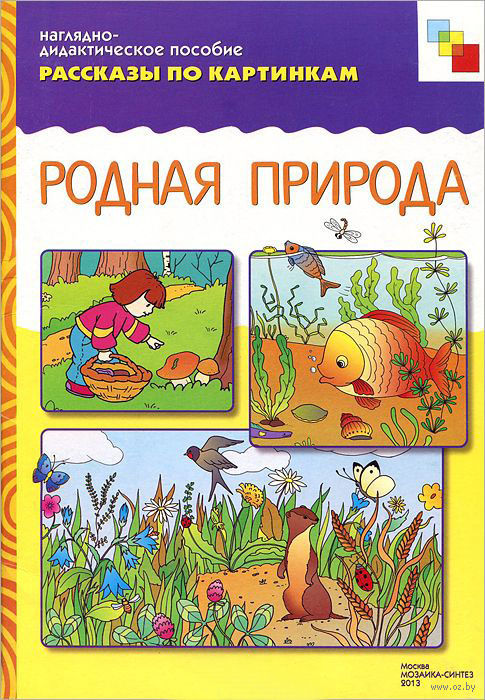 НАГЛЯДНО-
ДИДАКТИЧЕСКОЕ ПОСОБИЕ
РАССКАЗЫ ПО КАРТИНКАМ
РОДНАЯ ПРИРОДА
Москва
МОЗАИКА-СИНТЕЗ
2013
www.oz.by